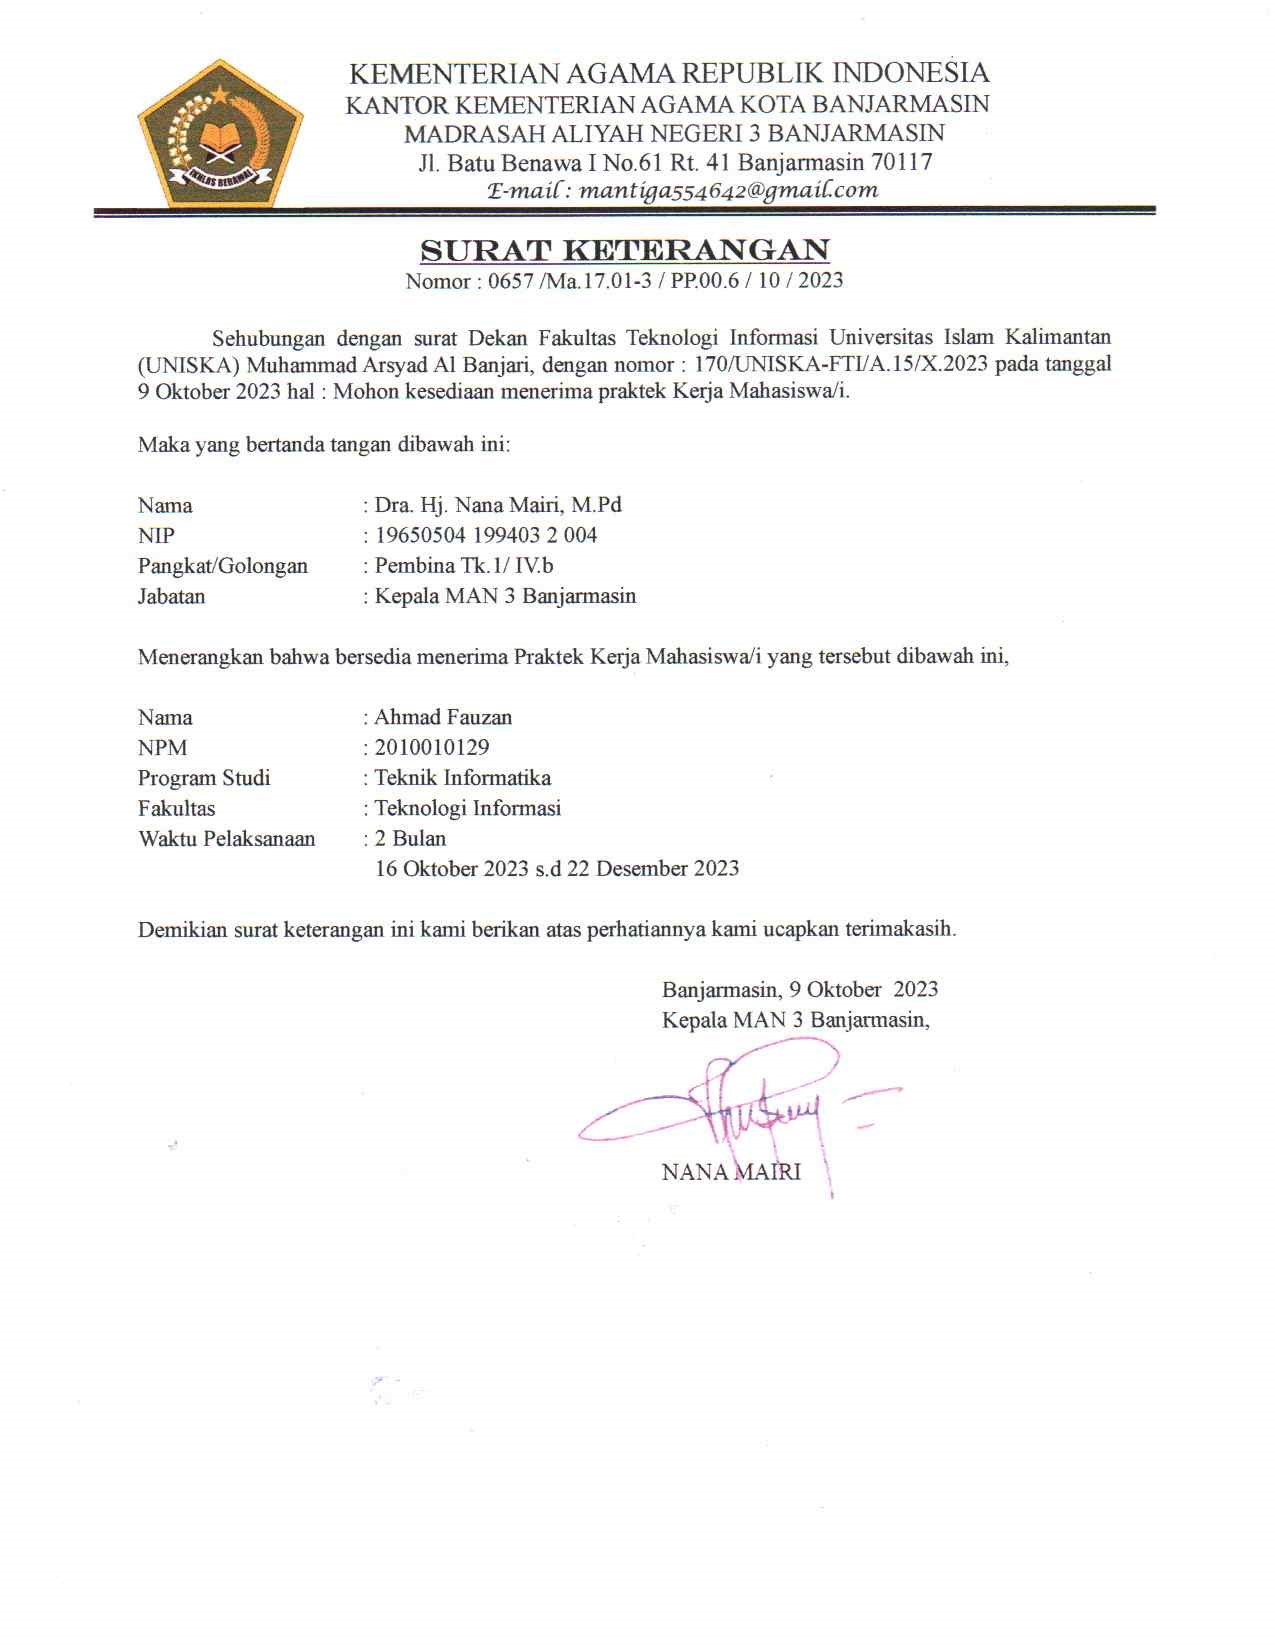 KEMENTERIAN AGAMA REPUBLIK INDONESIA
KANTOR KEMENTERIAN AGAMA KOTA BANJARMASIN
MADRASAH ALIYAH NEGERI 3 BANJARMASIN
Jl. Batu Benawa I No.61 Rt. 41 Banjarmasin 70117
E-mail : mantiga554642@gmail.com
IKHLAS BERAMAL
SURAT KETERANGAN
Nomor : 0657 /Ma.17.01-3 / PP.00.6 / 10 / 2023
Sehubungan dengan surat Dekan Fakultas Teknologi Informasi Universitas Islam Kalimantan
(UNISKA) Muhammad Arsyad Al Banjari, dengan nomor : 170/UNISKA-FTI/A.15/X.2023 pada tanggal
9 Oktober 2023 hal : Mohon kesediaan menerima praktek Kerja Mahasiswa/i.
Maka yang bertanda tangan dibawah ini:
Nama : Dra. Hj. Nana Mairi, M.Pd
NIP : 19650504 199403 2 004
Pangkat/Golongan : Pembina Tk.1/ IV.b
Jabatan : Kepala MAN 3 Banjarmasin
Menerangkan bahwa bersedia menerima Praktek Kerja Mahasiswa/i yang tersebut dibawah ini,
Nama : Ahmad Fauzan
NPM : 2010010129
Program Studi : Teknik Informatika
Fakultas : Teknologi Informasi
Waktu Pelaksanaan : 2 Bulan
16 Oktober 2023 s.d 22 Desember 2023
Demikian surat keterangan ini kami berikan atas perhatiannya kami ucapkan terimakasih.
Banjarmasin, 9 Oktober 2023
Kepala MAN 3 Banjarmasin,
NANA MAIRI